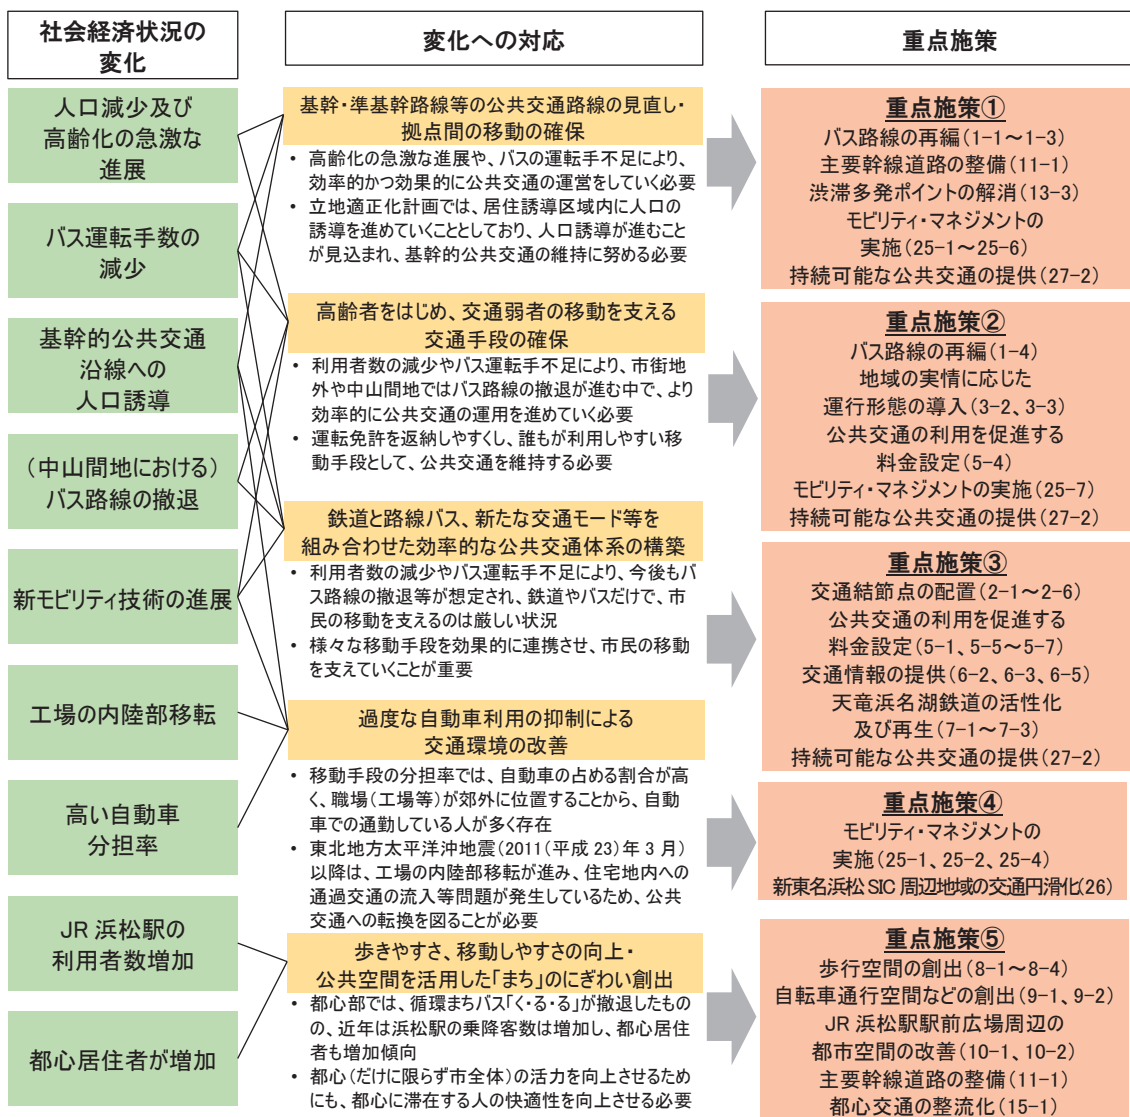 社会経済状況の
変化
人口減少及び
高齢化の急激な
進展
バス運転手数の
減少
基幹的公共交通
沿線への
人口誘導
（中山間地における）
バス路線の撤退
新モビリティ技術の進展
工場の内陸部移転
高い自動車
分担率
JR 浜松駅の
利用者数増加
都心居住者が増加
変化への対応
基幹・準基幹路線等の公共交通路線の見直し・
拠点間の移動の確保
• 高齢化の急激な進展や、バスの運転手不足により、
効率的かつ効果的に公共交通の運営をしていく必要
• 立地適正化計画では、居住誘導区域内に人口の
誘導を進めていくこととしており、人口誘導が進むこと
が見込まれ、基幹的公共交通の維持に努める必要
高齢者をはじめ、交通弱者の移動を支える
交通手段の確保
• 利用者数の減少やバス運転手不足により、市街地
外や中山間地ではバス路線の撤退が進む中で、より
効率的に公共交通の運用を進めていく必要
• 運転免許を返納しやすくし、誰もが利用しやすい移
動手段として、公共交通を維持する必要
鉄道と路線バス、新たな交通モード等を
組み合わせた効率的な公共交通体系の構築
• 利用者数の減少やバス運転手不足により、今後もバ
ス路線の撤退等が想定され、鉄道やバスだけで、市
民の移動を支えるのは厳しい状況
• 様々な移動手段を効果的に連携させ、市民の移動
を支えていくことが重要
過度な自動車利用の抑制による
交通環境の改善
• 移動手段の分担率では、自動車の占める割合が高
く、職場（工場等）が郊外に位置することから、自動
車での通勤している人が多く存在
• 東北地方太平洋沖地震（2011（平成 23）年 3 月）
以降は、工場の内陸部移転が進み、住宅地内への
通過交通の流入等問題が発生しているため、公共
交通への転換を図ることが必要
歩きやすさ、移動しやすさの向上・
公共空間を活用した「まち」のにぎわい創出
• 都心部では、循環まちバス「く・る・る」が撤退したもの
の、近年は浜松駅の乗降客数は増加し、都心居住
者も増加傾向
• 都心（だけに限らず市全体）の活力を向上させるため
にも、都心に滞在する人の快適性を向上させる必要
重点施策
重点施策①
バス路線の再編（1-1～1-3）
主要幹線道路の整備（11-1）
渋滞多発ポイントの解消（13-3）
モビリティ・マネジメントの
実施（25-1～25-6）
持続可能な公共交通の提供（27-2）
重点施策②
バス路線の再編（1-4）
地域の実情に応じた
運行形態の導入（3-2、3-3）
公共交通の利用を促進する
料金設定（5-4）
モビリティ・マネジメントの実施（25-7）
持続可能な公共交通の提供（27-2）
重点施策③
交通結節点の配置（2-1～2-6）
公共交通の利用を促進する
料金設定（5-1、5-5～5-7）
交通情報の提供（6-2、6-3、6-5）
天竜浜名湖鉄道の活性化
及び再生（7-1～7-3）
持続可能な公共交通の提供（27-2）
重点施策④
モビリティ・マネジメントの
実施（25-1、25-2、25-4）
新東名浜松 SIC 周辺地域の交通円滑化（26）
重点施策⑤
歩行空間の創出（8-1～8-4）
自転車通行空間などの創出（9-1、9-2）
JR 浜松駅駅前広場周辺の
都市空間の改善（10-1、10-2）
主要幹線道路の整備（11-1）
都心交通の整流化（15-1）